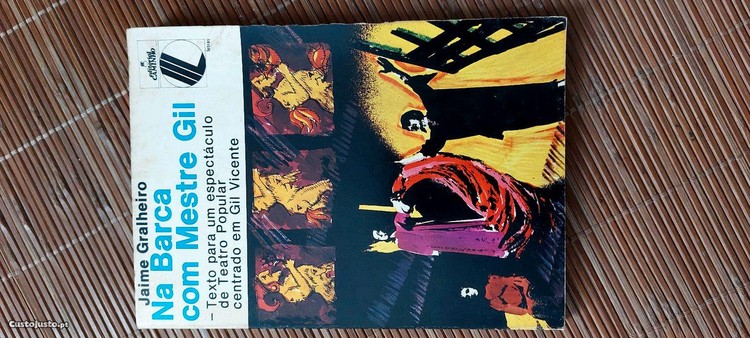 Jaime Gralheiro
Na Barca
com Mestre Gil
– Texto para um espectáculo
de Teatro Popular
centrado em Gil Vicente
CAMINHO
CustoJusto.pt